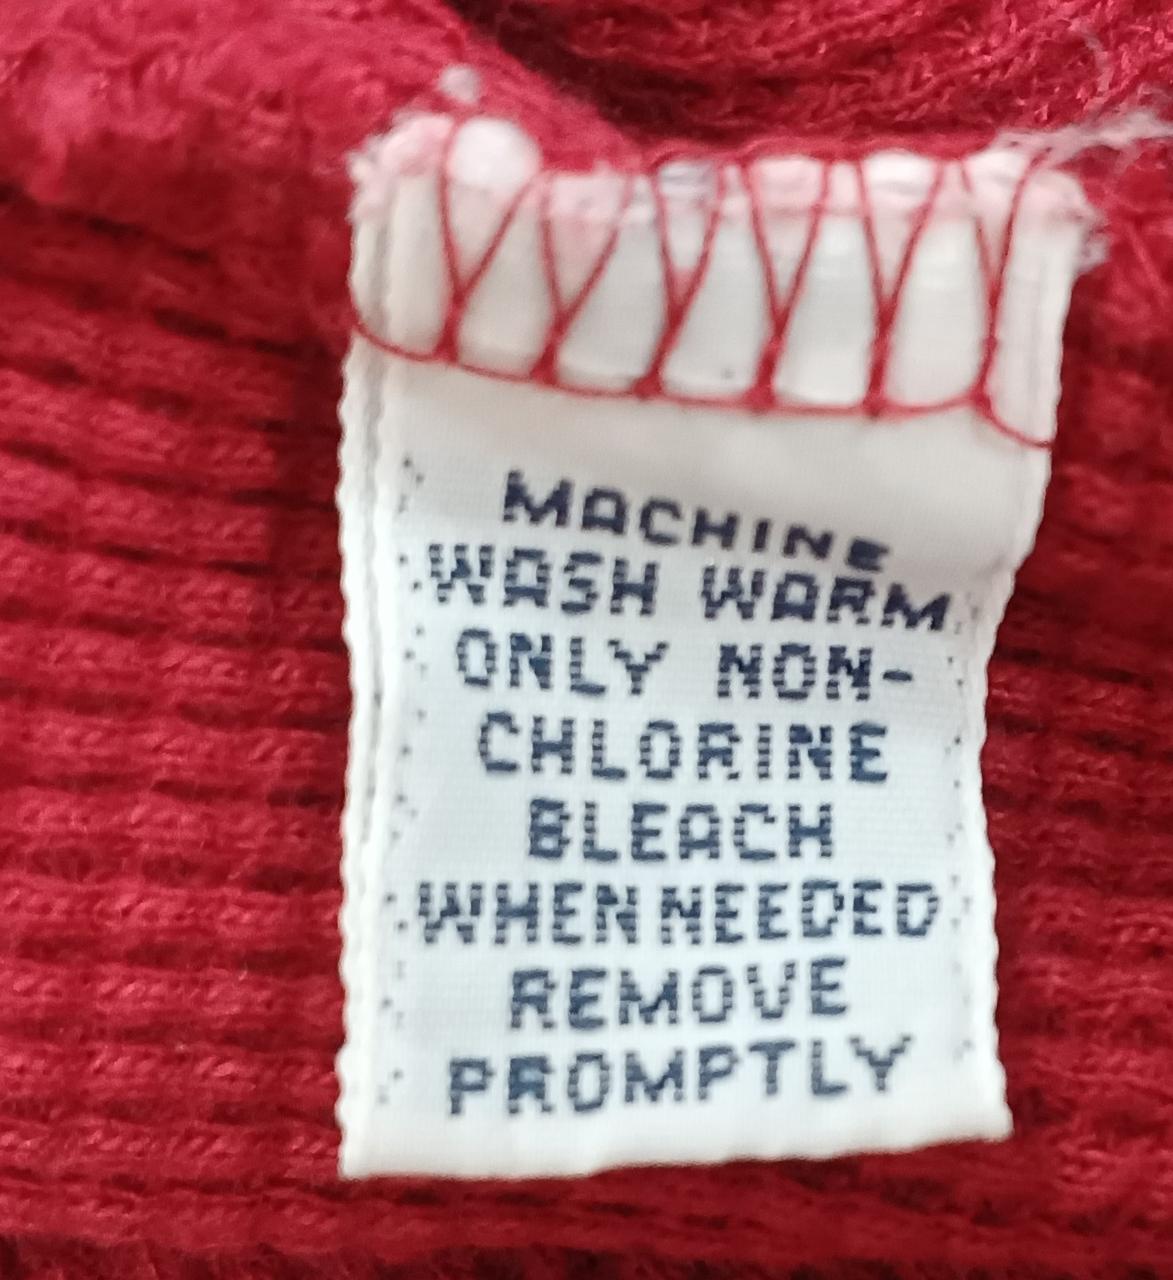 MACHINE
WASH WARM
ONLY NON-
CHLORINE
BLEACH
WHEN NEEDED
REMOVE
PROMPTLY